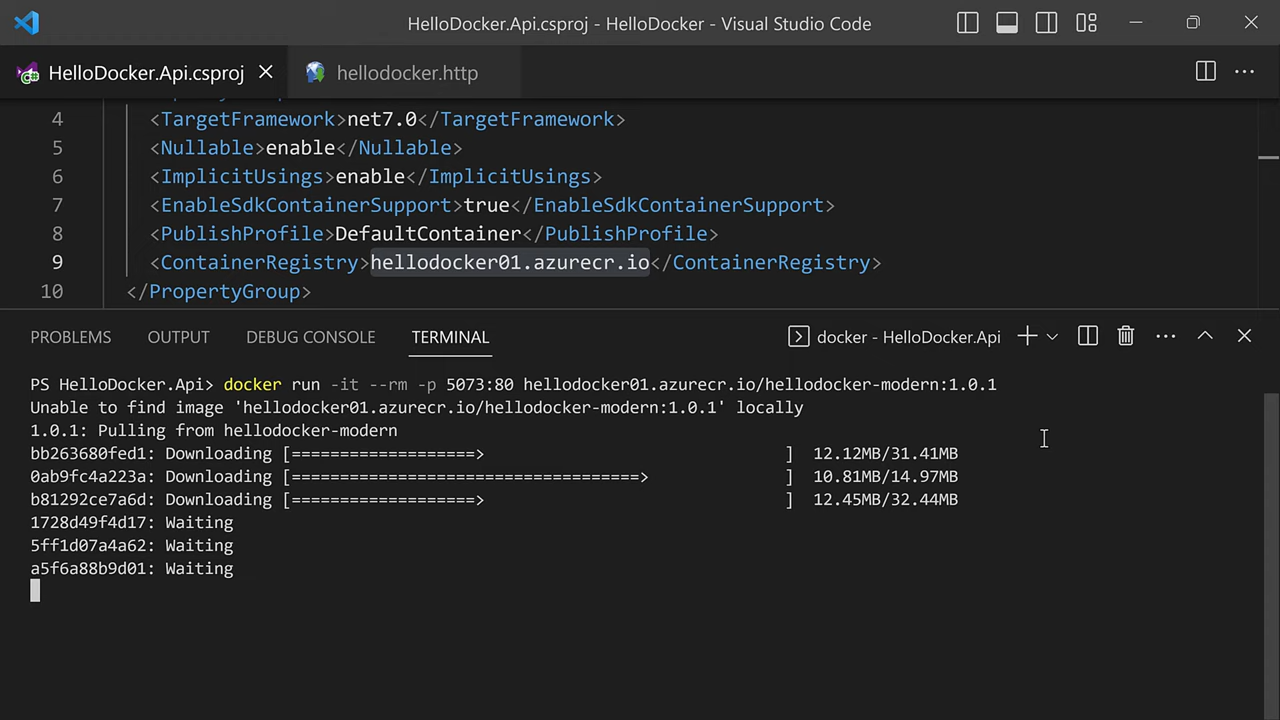 HelloDocker.Api.csproj - HelloDocker - Visual Studio Code
HelloDocker.Api.csproj hellodocker.http
4 <TargetFramework>net7.0</TargetFramework>
5 <Nullable>enable</Nullable>
6 <ImplicitUsings>enable</ImplicitUsings>
7 <EnableSdkContainerSupport>true</EnableSdkContainerSupport>
8 <PublishProfile>DefaultContainer</PublishProfile>
9 <ContainerRegistry>hellodocker01.azurecr.io</ContainerRegistry>
10 </PropertyGroup>
PROBLEMS OUTPUT DEBUG CONSOLE TERMINAL docker - HelloDocker.Api
PS HelloDocker.Api> docker run -it --rm -p 5073:80 hellodocker01.azurecr.io/hellodocker-modern:1.0.1
Unable to find image 'hellodocker01.azurecr.io/hellodocker-modern:1.0.1' locally
1.0.1: Pulling from hellodocker-modern
bb263680fed1: Downloading [===================> ] 12.12MB/31.41MB
0ab9fc4a223a: Downloading [====================================> ] 10.81MB/14.97MB
b81292ce7a6d: Downloading [===================> ] 12.45MB/32.44MB
1728d49f4d17: Waiting
5ff1d07a4a62: Waiting
a5f6a88b9d01: Waiting